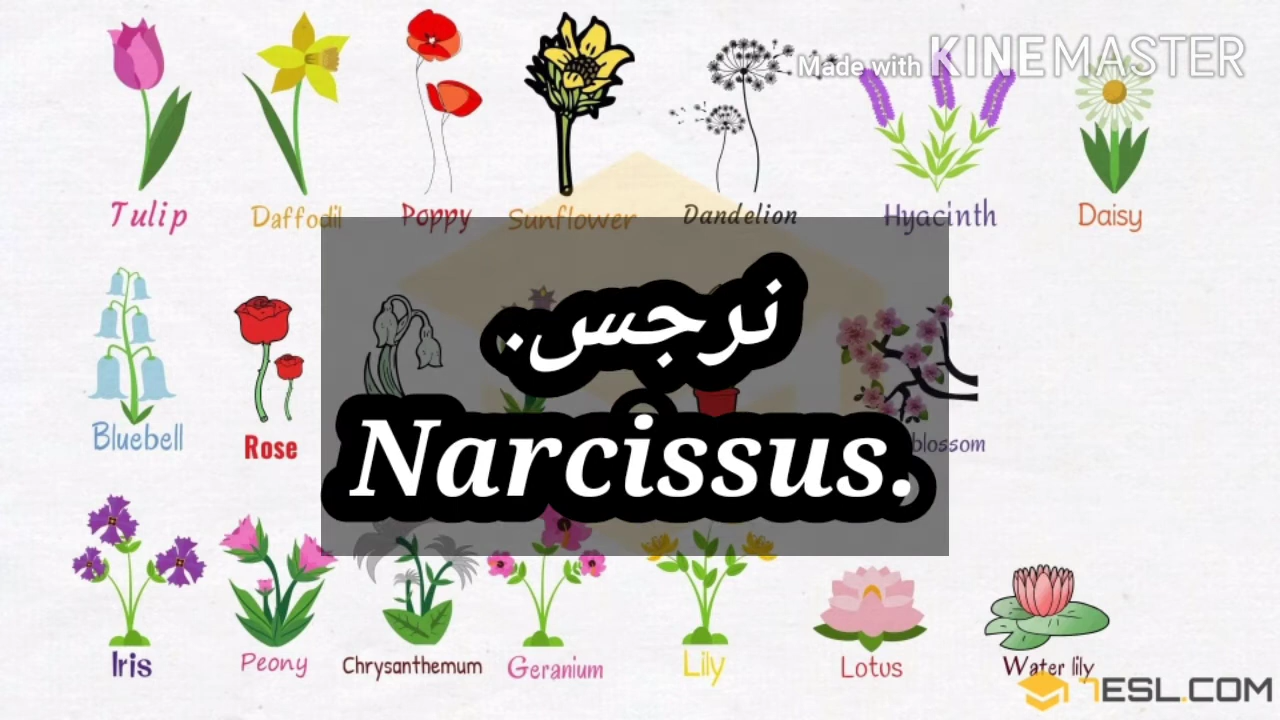 Made with KINEMASTER
Tulip
Daffodil
Poppy
Sunflower
Dandelion
Hyacinth
Daisy
نرجس.
Narcissus.
Bluebell
Rose
blossom
Iris
Peony
Chrysanthemum
Geranium
Lily
Lotus
Water lily
7ESL.COM